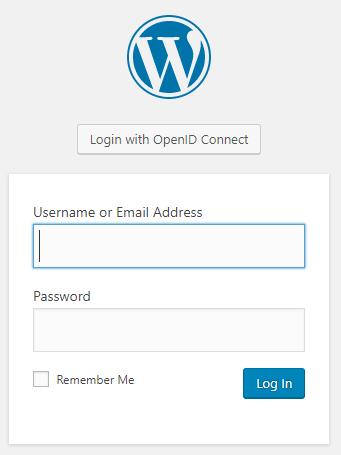 Login with OpenID Connect
Username or Email Address
Password
Remember Me
Log In